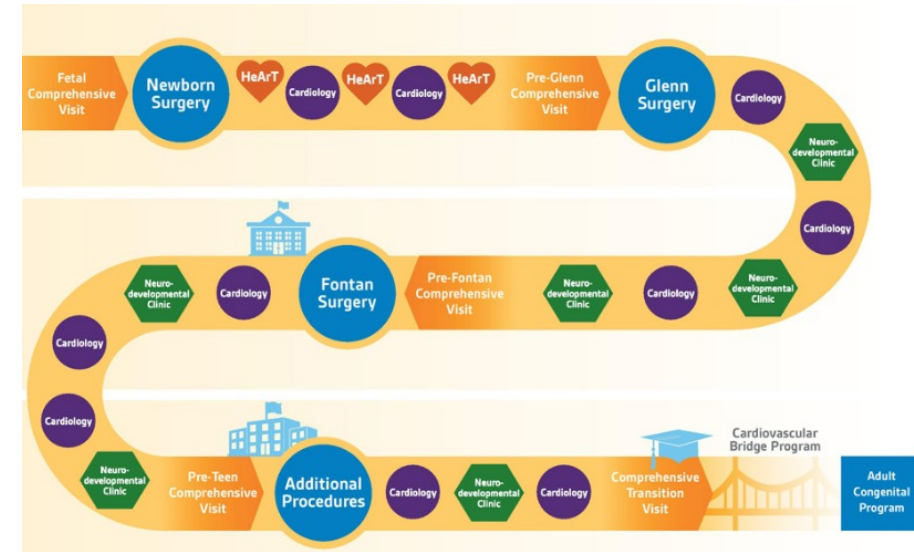 Fetal
Comprehensive
Visit
Newborn
Surgery
HeArT
Cardiology
HeArT
Cardiology
HeArT
Pre-Glenn
Comprehensive
Visit
Glenn
Surgery
Cardiology
Neuro-
developmental
Clinic
Cardiology
Neuro-
developmental
Clinic
Cardiology
Neuro-
developmental
Clinic
Pre-Fontan
Comprehensive
Visit
Fontan
Surgery
Cardiology
Neuro-
developmental
Clinic
Cardiology
Cardiology
Neuro-
developmental
Clinic
Pre-Teen
Comprehensive
Visit
Additional
Procedures
Cardiology
Neuro-
developmental
Clinic
Cardiology
Comprehensive
Transition
Visit
Cardiovascular
Bridge Program
Adult
Congenital
Program